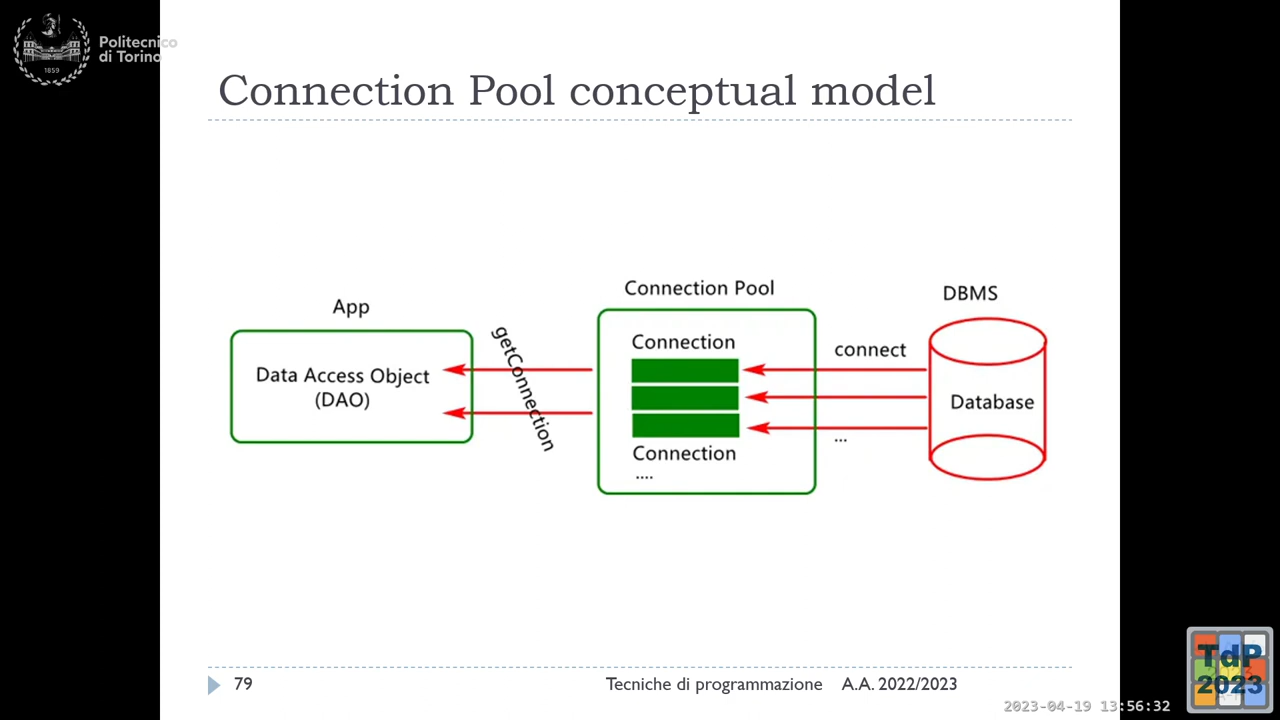 Politecnico
di Torino
1859
Connection Pool conceptual model
App
Data Access Object
(DAO)
getConnection
Connection Pool
Connection
Connection
....
connect
...
DBMS
Database
79
Tecniche di programmazione A.A. 2022/2023
TdP
2023
2023-04-19 13:56:32